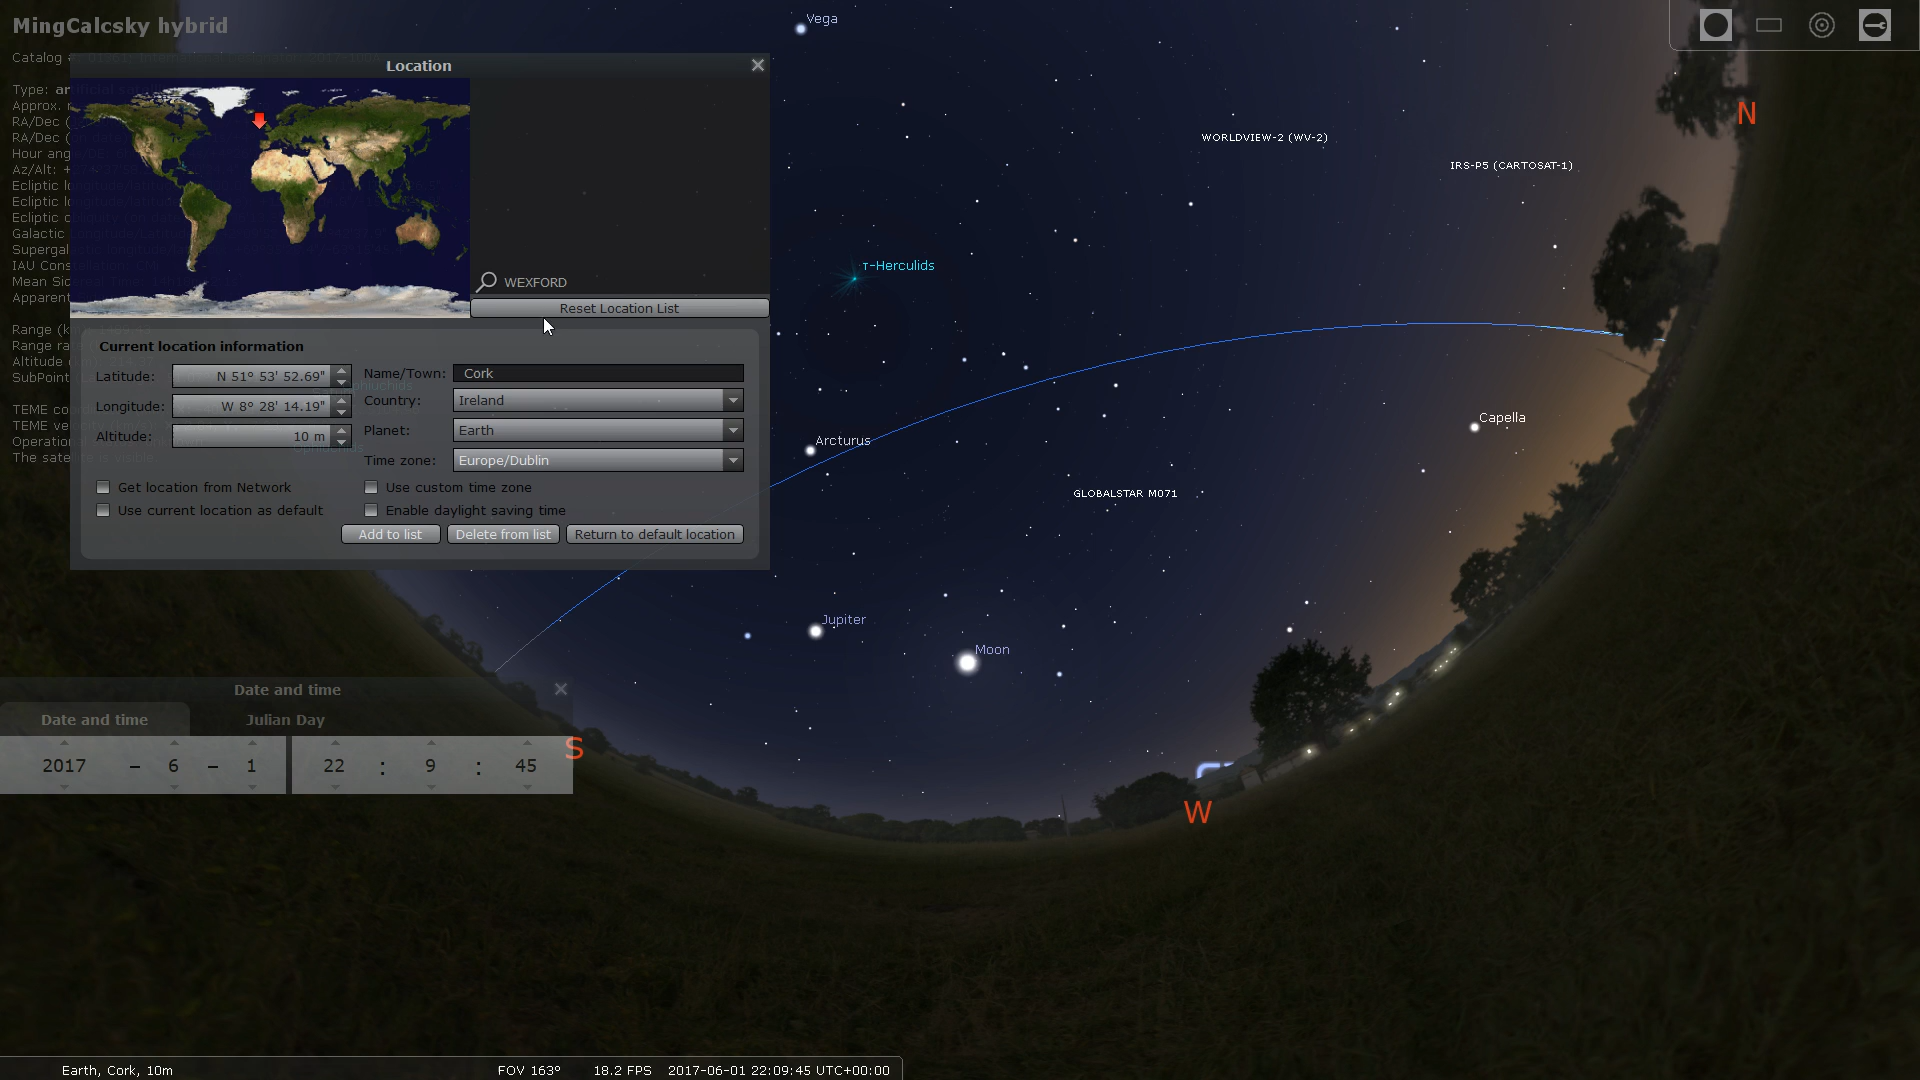 MingCalcsky hybrid
Catalog #
Type: ar
Approx.
RA/Dec (
RA/Dec (
Hour ang
Az/Alt: +
Ecliptic lo
Ecliptic lo
Ecliptic o
Galactic
Supergal
IAU Cons
Mean Sid
Apparent
Range (k
Range ra
Altitude (
SubPoint
TEME co
TEME ve
Operation
The sate
Location
WEXFORD
Reset Location List
Current location information
Latitude: N 51° 53' 52.69"
Longitude: W 8° 28' 14.19"
Altitude: 10 m
Name/Town: Cork
Country: Ireland
Planet: Earth
Time zone: Europe/Dublin
Get location from Network
Use custom time zone
Use current location as default
Enable daylight saving time
Add to list
Delete from list
Return to default location
Vega
WORLDVIEW-2 (WV-2)
IRS-P5 (CARTOSAT-1)
N
τ-Herculids
Capella
Arcturus
GLOBALSTAR M071
Jupiter
Moon
Date and time
Date and time
Julian Day
2017 - 6 - 1 22 : 9 : 45
S
W
Earth, Cork, 10m
FOV 163°
18.2 FPS
2017-06-01 22:09:45 UTC+00:00